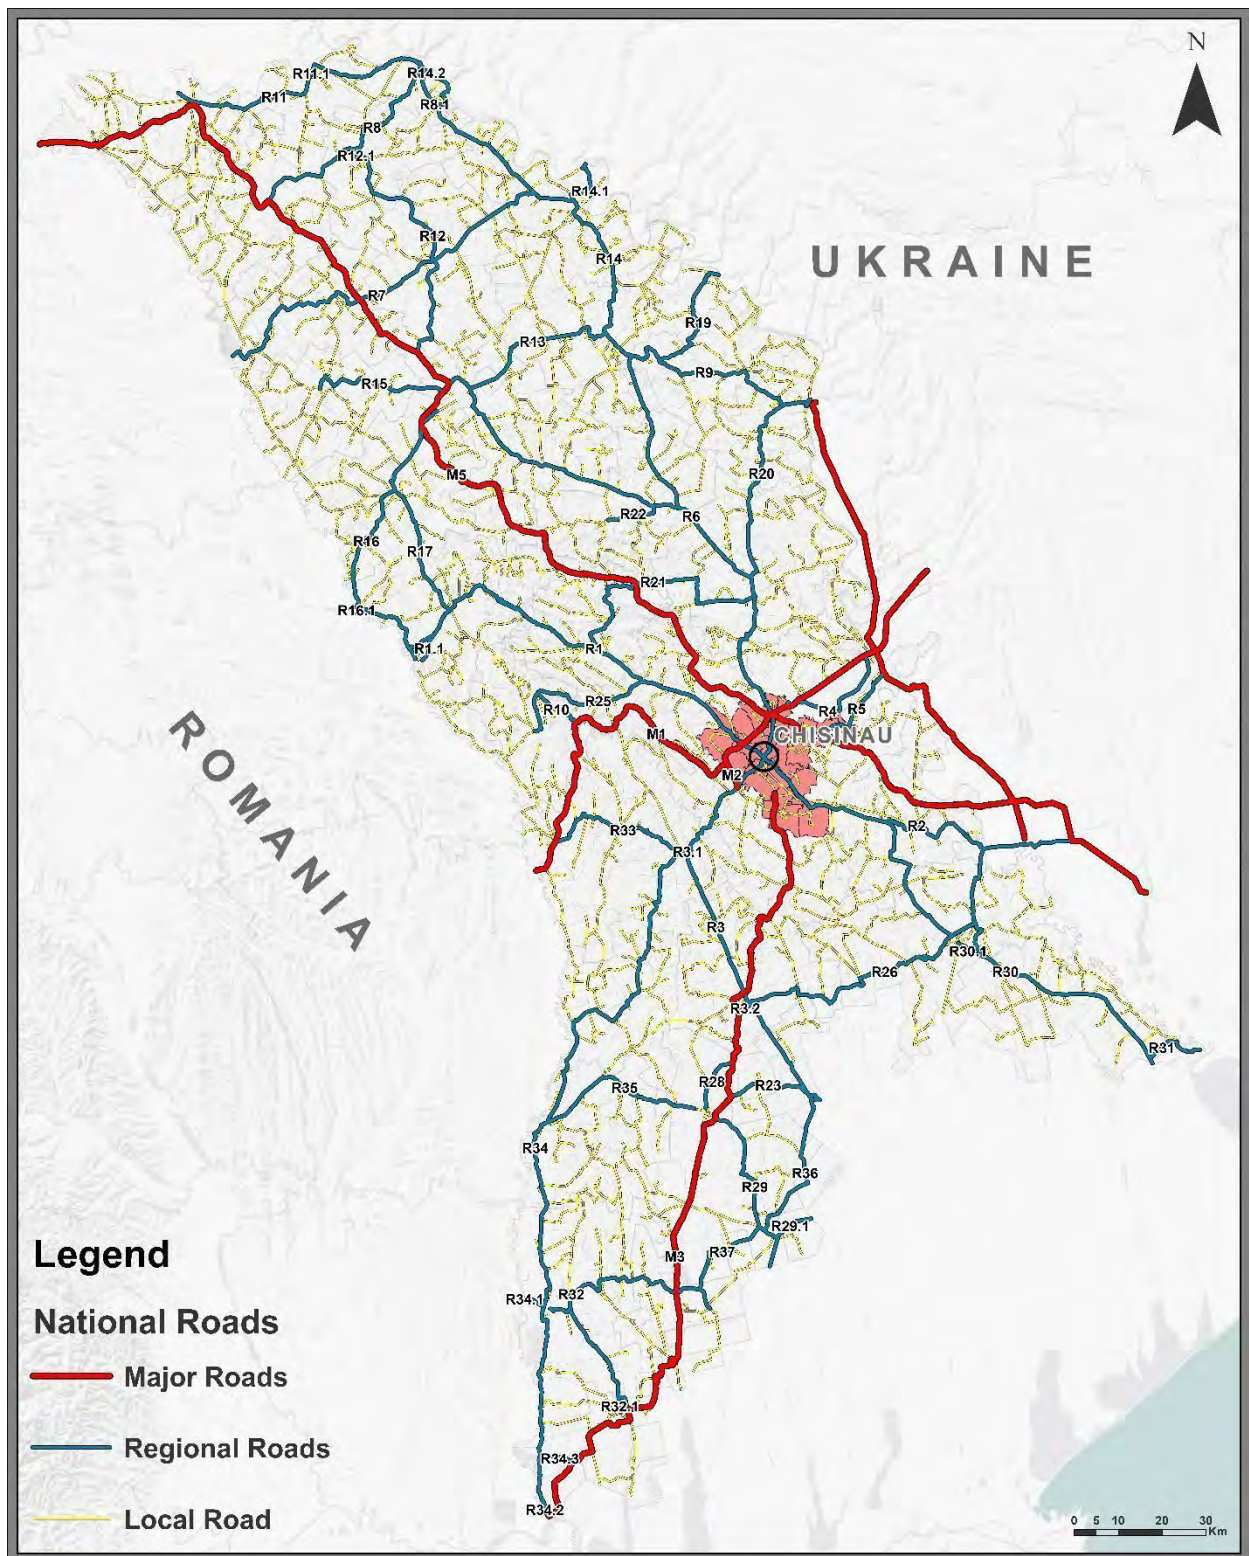 N
R14.2
R11.1
R11
R8.1
R8
R12.1
R14.1
R12
R14
UKRAINE
R7
R19
R13
R9
R15
M5
R20
R22
R6
R16
R17
R21
R16.1
R1.1
R1
R25
R10
R4
R5
M1
CHISINAU
M2
ROMANIA
R33
R2
R3.1
R3
R30.1
R26
R30
R3.2
R31
R28
R23
R35
R34
R36
R29
R29.1
R37
M3
R34.1
R32
R32.1
R34.3
R34.2
Legend
National Roads
Major Roads
Regional Roads
Local Road
0 5 10 20 30
Km